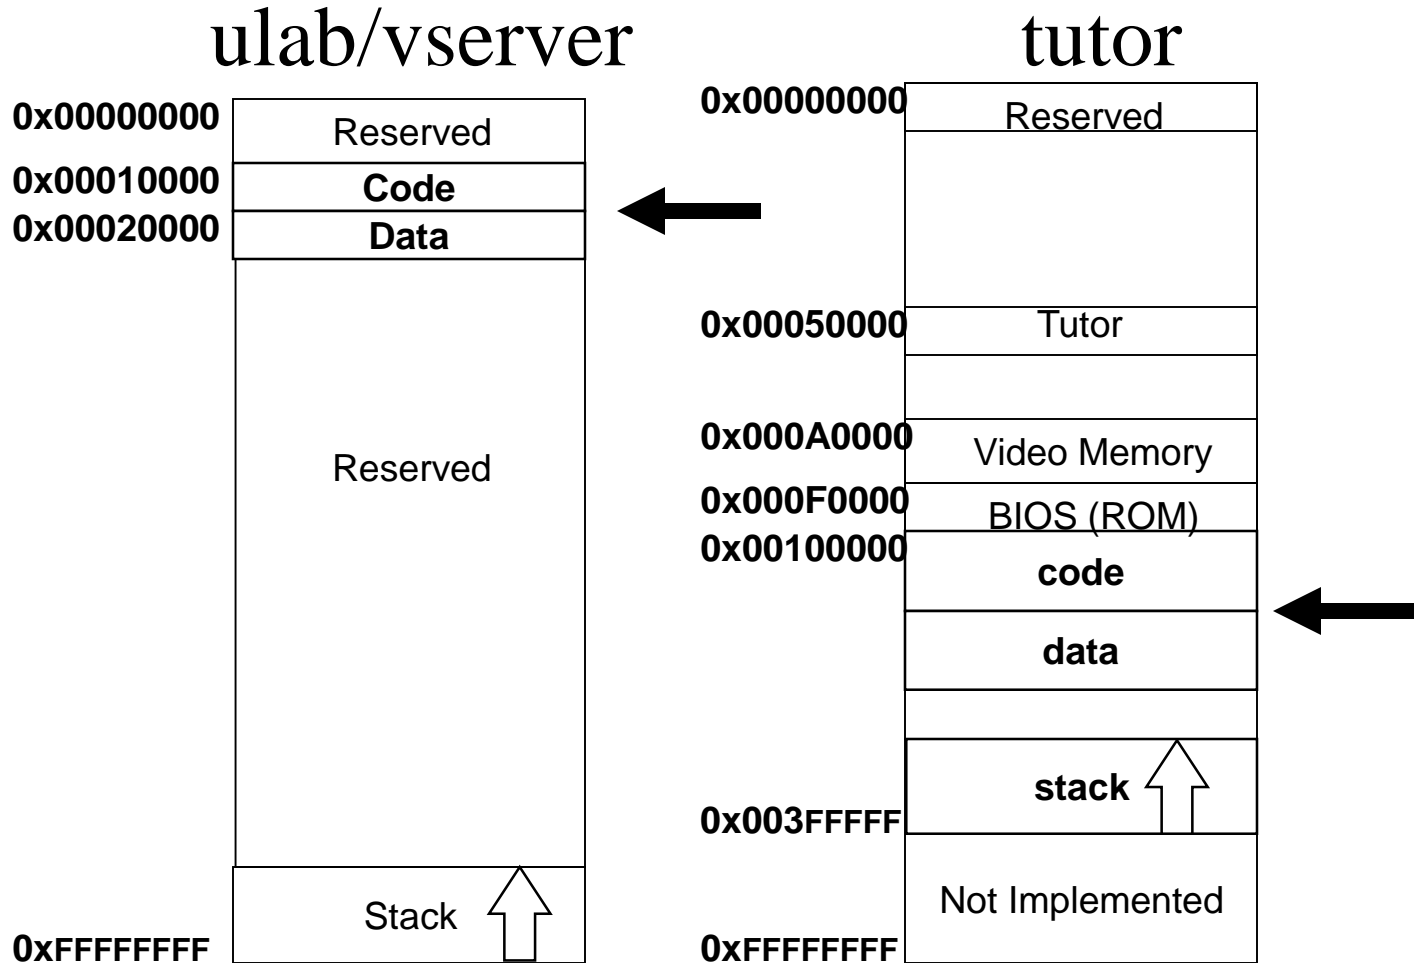 ulab/vserver
0x00000000
Reserved
0x00010000
Code
0x00020000
Data
Reserved
Stack
0xFFFFFFFF
tutor
0x00000000
Reserved
0x00050000
Tutor
0x000A0000
Video Memory
0x000F0000
BIOS (ROM)
0x00100000
code
data
stack
0x003FFFFF
Not Implemented
0xFFFFFFFF